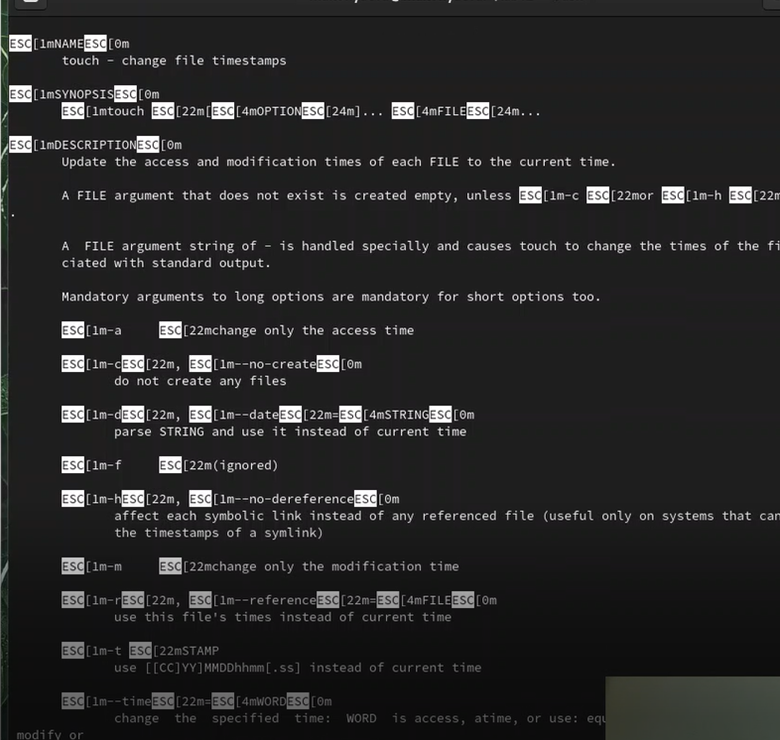 ESC[1mNAMEESC[0m
touch - change file timestamps
ESC[1mSYNOPSISESC[0m
ESC[1mtouch ESC[22m[ESC[4mOPTIONESC[24m]... ESC[4mFILEESC[24m...
ESC[1mDESCRIPTIONESC[0m
Update the access and modification times of each FILE to the current time.
A FILE argument that does not exist is created empty, unless ESC[1m-c ESC[22mor ESC[1m-h ESC[22m
.
A  FILE argument string of - is handled specially and causes touch to change the times of the fi
ciated with standard output.
Mandatory arguments to long options are mandatory for short options too.
ESC[1m-a     ESC[22mchange only the access time
ESC[1m-cESC[22m, ESC[1m--no-createESC[0m
do not create any files
ESC[1m-dESC[22m, ESC[1m--dateESC[22m=ESC[4mSTRINGESC[0m
parse STRING and use it instead of current time
ESC[1m-f     ESC[22m(ignored)
ESC[1m-hESC[22m, ESC[1m--no-dereferenceESC[0m
affect each symbolic link instead of any referenced file (useful only on systems that can
the timestamps of a symlink)
ESC[1m-m     ESC[22mchange only the modification time
ESC[1m-rESC[22m, ESC[1m--referenceESC[22m=ESC[4mFILEESC[0m
use this file's times instead of current time
ESC[1m-t ESC[22mSTAMP
use [[CC]YY]MMDDhhmm[.ss] instead of current time
ESC[1m--timeESC[22m=ESC[4mWORDESC[0m
change  the  specified  time:  WORD  is access, atime, or use: equ
modify or